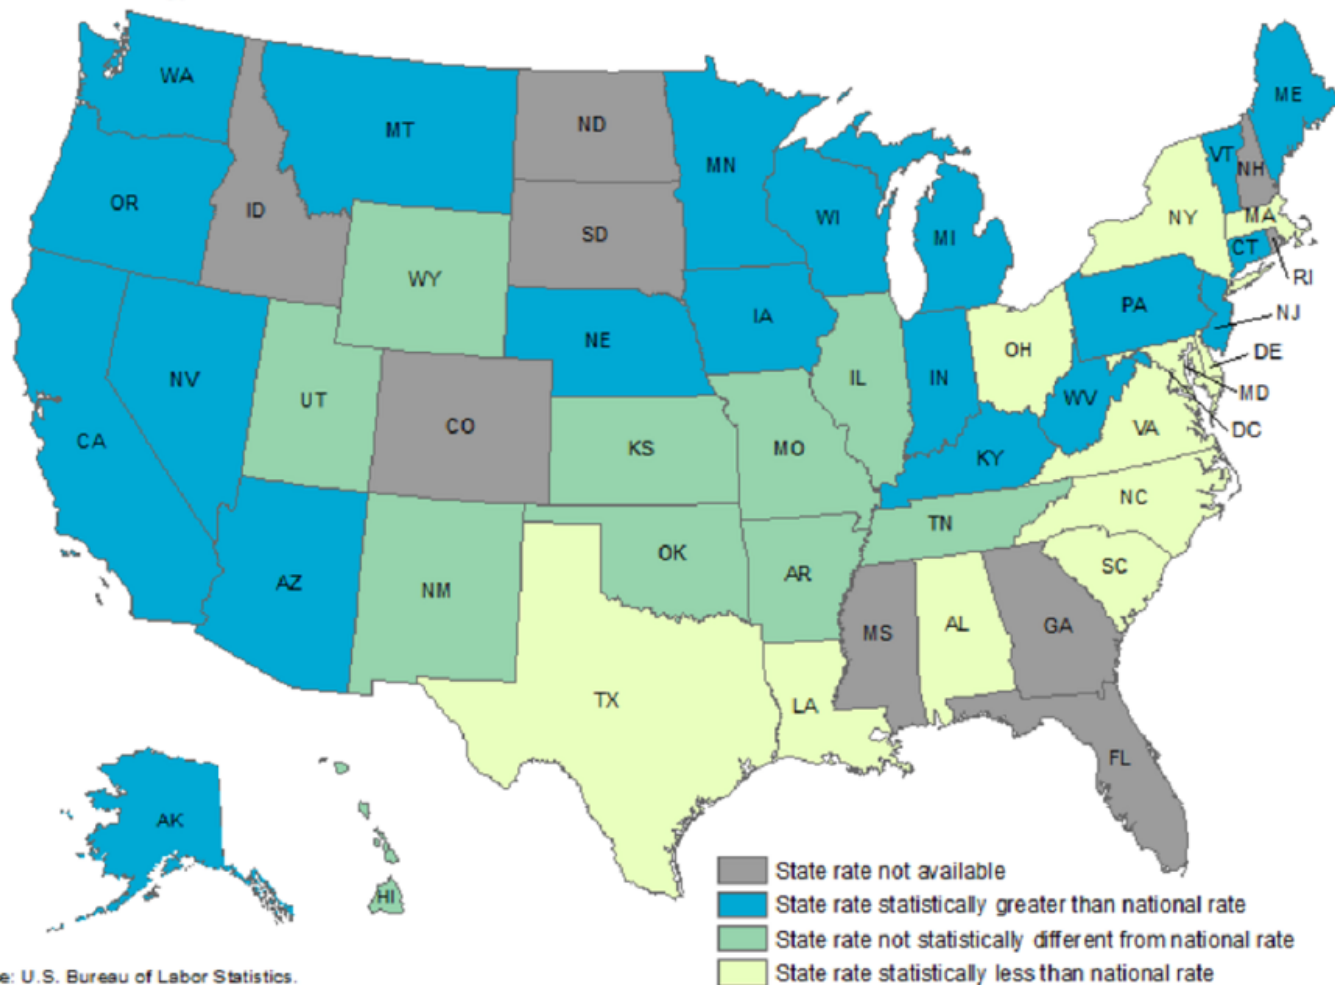 WA
MT
ND
MN
ME
VT
NH
OR
ID
SD
WI
MI
NY
MA
CT
RI
WY
NE
IA
PA
NJ
NV
UT
CO
IL
IN
OH
DE
MD
DC
CA
KS
MO
WV
VA
KY
NC
TN
AZ
NM
OK
AR
SC
MS
AL
GA
TX
LA
FL
AK
HI
State rate not available
State rate statistically greater than national rate
State rate not statistically different from national rate
State rate statistically less than national rate
e: U.S. Bureau of Labor Statistics.